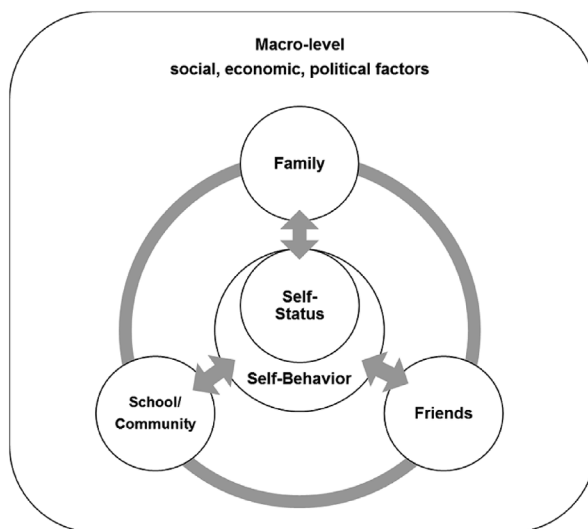 Macro-level
social, economic, political factors
Family
Self-
Status
Self-Behavior
School/
Community
Friends